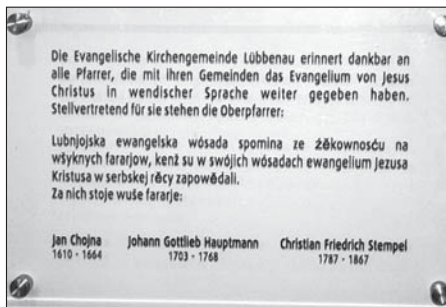 Die Evangelische Kirchengemeinde Lübbenau erinnert dankbar an
alle Pfarrer, die mit ihren Gemeinden das Evangelium von Jesus
Christus in wendischer Sprache weiter gegeben haben.
Stellvertretend für sie stehen die Oberpfarrer:
Lubnjojska ewangelska wósada spomina ze źěkownosću na
wšyknych fararjow, kenž su w swójich wósadach ewangelium Jezusa
Kristusa w serbskej rěcy zapowědali.
Za nich stoje wuše fararje:
Jan Chojna Johann Gottlieb Hauptmann Christian Friedrich Stempel
1610 - 1664 1703 - 1768 1787 - 1867